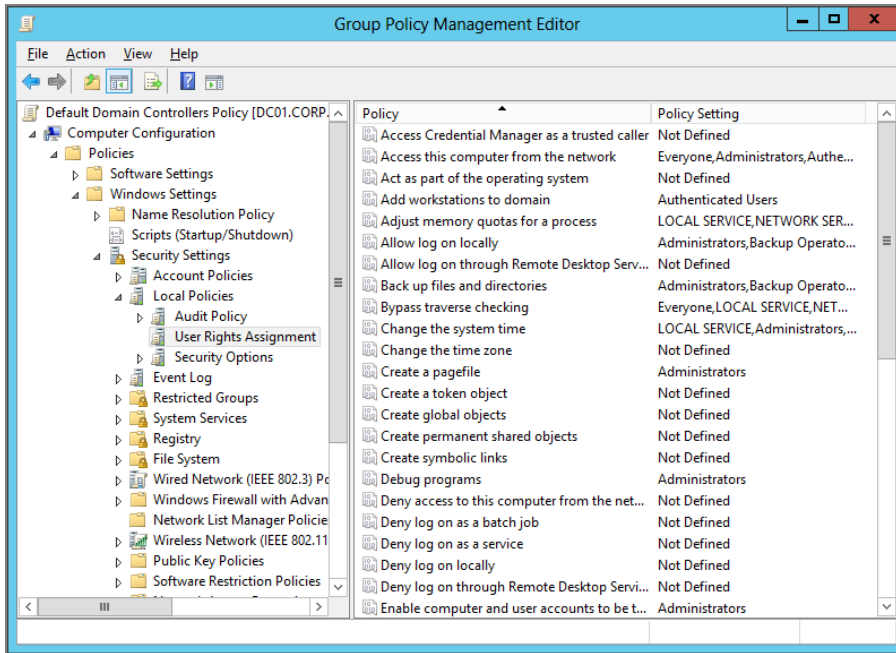 Group Policy Management Editor
File Action View Help
Default Domain Controllers Policy [DC01.CORP.
Computer Configuration
Policies
Software Settings
Windows Settings
Name Resolution Policy
Scripts (Startup/Shutdown)
Security Settings
Account Policies
Local Policies
Audit Policy
User Rights Assignment
Security Options
Event Log
Restricted Groups
System Services
Registry
File System
Wired Network (IEEE 802.3) Po
Windows Firewall with Advan
Network List Manager Policie
Wireless Network (IEEE 802.11
Public Key Policies
Software Restriction Policies
Policy Policy Setting
Access Credential Manager as a trusted caller Not Defined
Access this computer from the network Everyone,Administrators,Authe...
Act as part of the operating system Not Defined
Add workstations to domain Authenticated Users
Adjust memory quotas for a process LOCAL SERVICE,NETWORK SER...
Allow log on locally Administrators,Backup Operato...
Allow log on through Remote Desktop Serv... Not Defined
Back up files and directories Administrators,Backup Operato...
Bypass traverse checking Everyone,LOCAL SERVICE,NET...
Change the system time LOCAL SERVICE,Administrators,...
Change the time zone Not Defined
Create a pagefile Administrators
Create a token object Not Defined
Create global objects Not Defined
Create permanent shared objects Not Defined
Create symbolic links Not Defined
Debug programs Administrators
Deny access to this computer from the net... Not Defined
Deny log on as a batch job Not Defined
Deny log on as a service Not Defined
Deny log on locally Not Defined
Deny log on through Remote Desktop Servi... Not Defined
Enable computer and user accounts to be t... Administrators